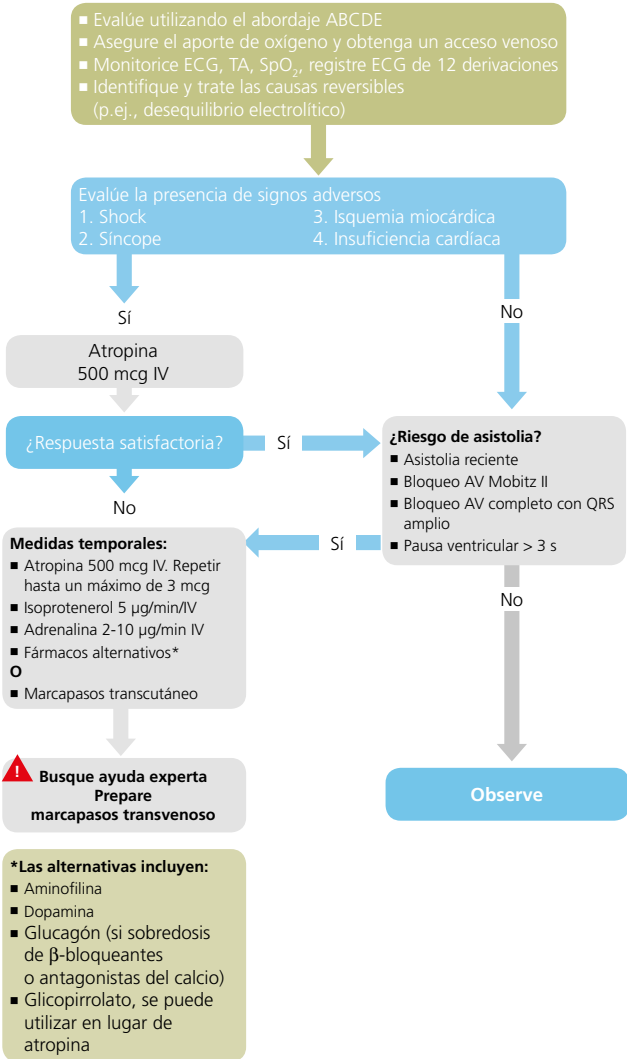 ■ Evalúe utilizando el abordaje ABCDE
■ Asegure el aporte de oxígeno y obtenga un acceso venoso
■ Monitorice ECG, TA, SpO₂, registre ECG de 12 derivaciones
■ Identifique y trate las causas reversibles
(p.ej., desequilibrio electrolítico)
Evalúe la presencia de signos adversos
1. Shock 3. Isquemia miocárdica
2. Síncope 4. Insuficiencia cardíaca
Sí
No
Atropina
500 mcg IV
¿Respuesta satisfactoria?
Sí
No
¿Riesgo de asistolia?
■ Asistolia reciente
■ Bloqueo AV Mobitz II
■ Bloqueo AV completo con QRS
amplio
■ Pausa ventricular > 3 s
Sí
No
Medidas temporales:
■ Atropina 500 mcg IV. Repetir
hasta un máximo de 3 mcg
■ Isoprotenerol 5 µg/min/IV
■ Adrenalina 2-10 µg/min IV
■ Fármacos alternativos*
O
■ Marcapasos transcutáneo
!
Busque ayuda experta
Prepare
marcapasos transvenoso
Observe
*Las alternativas incluyen:
■ Aminofilina
■ Dopamina
■ Glucagón (si sobredosis
de β-bloqueantes
o antagonistas del calcio)
■ Glicopirrolato, se puede
utilizar en lugar de
atropina